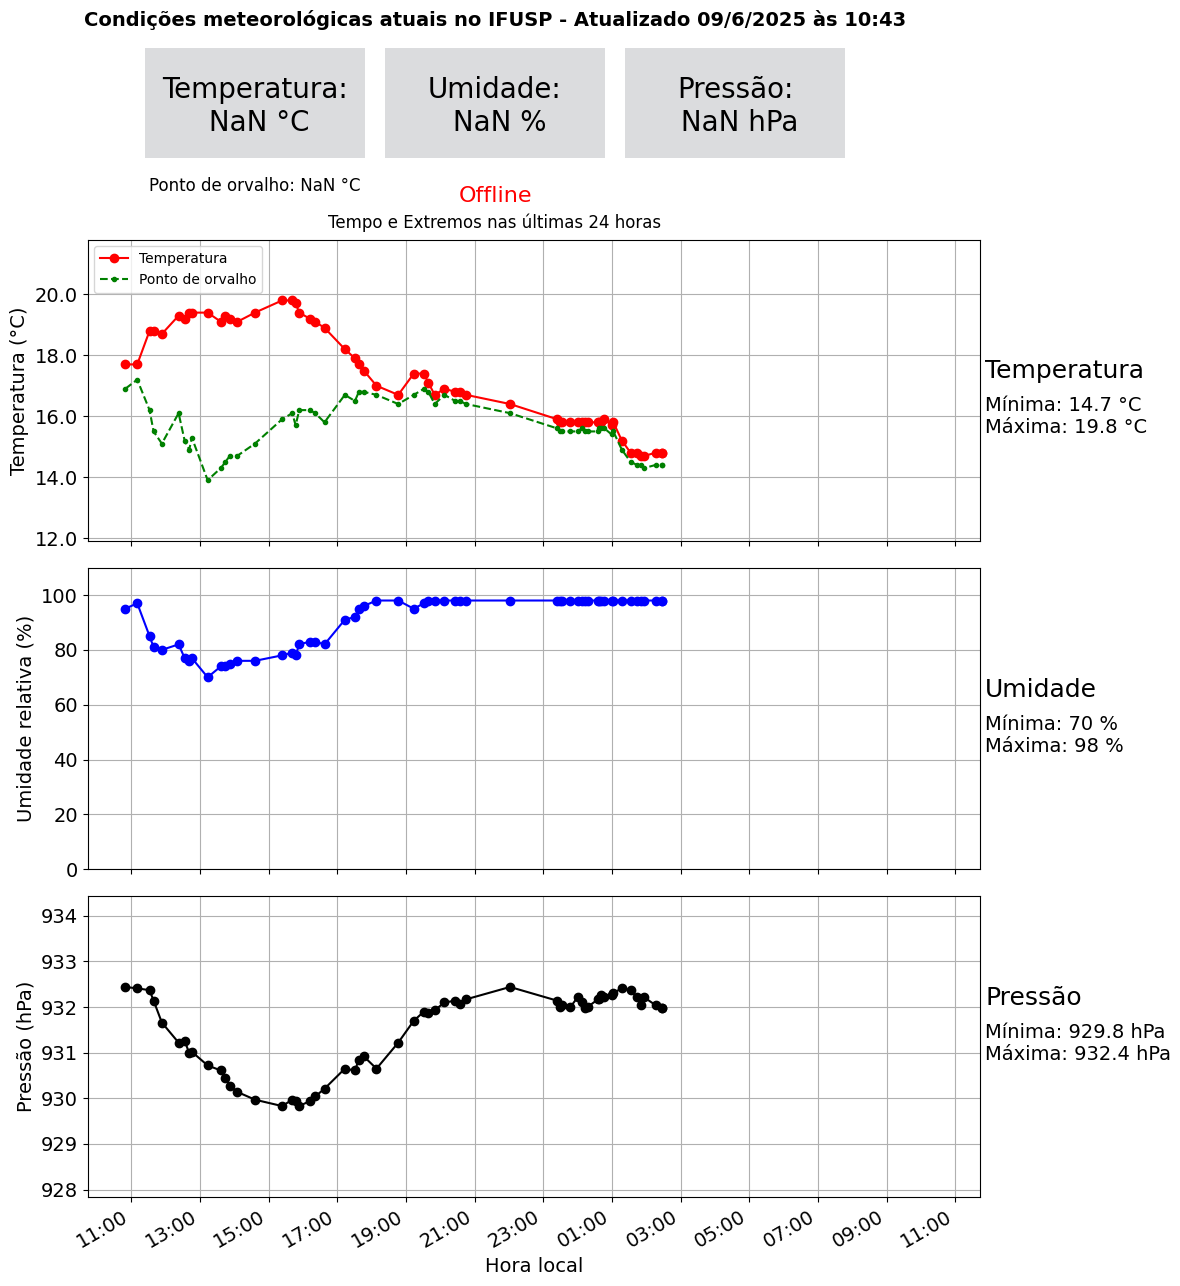 Condições meteorológicas atuais no IFUSP - Atualizado 09/6/2025 às 10:43
Temperatura:
NaN °C
Umidade:
NaN %
Pressão:
NaN hPa
Ponto de orvalho: NaN °C
Offline
Tempo e Extremos nas últimas 24 horas
Temperatura
Ponto de orvalho
Temperatura (°C)
20.0
18.0
16.0
14.0
12.0
Temperatura
Mínima: 14.7 °C
Máxima: 19.8 °C
Umidade relativa (%)
100
80
60
40
20
0
Umidade
Mínima: 70 %
Máxima: 98 %
Pressão (hPa)
934
933
932
931
930
929
928
Pressão
Mínima: 929.8 hPa
Máxima: 932.4 hPa
11:00 13:00 15:00 17:00 19:00 21:00 23:00 01:00 03:00 05:00 07:00 09:00 11:00
Hora local